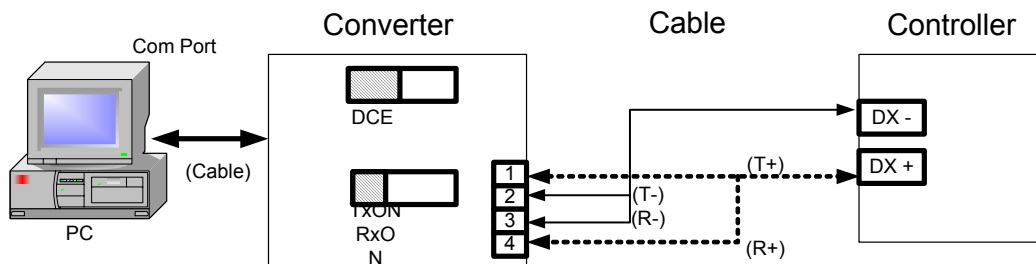 Converter
Cable
Controller
Com Port
DCE
DX -
DX +
(Cable)
1
(T+)
2
(T-)
TxON
3
(R-)
RxO
PC
4
(R+)
N